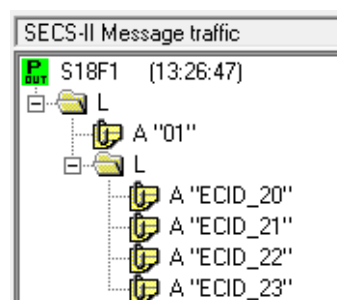 SECS-II Message traffic
P OUT S18F1 (13:26:47)
L
A "01"
L
A "ECID_20"
A "ECID_21"
A "ECID_22"
A "ECID_23"